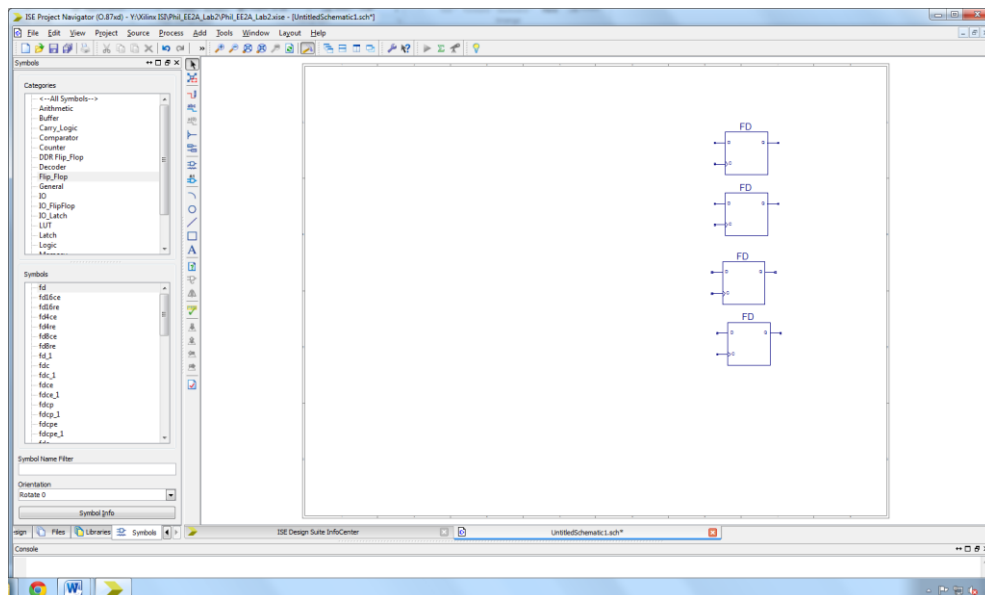 ISE Project Navigator (O.87xd) - Y:\Xilinx ISI\Phil_EE2A_Lab2\Phil_EE2A_Lab2.xise - [UntitledSchematic1.sch*]
File Edit View Project Source Process Add Tools Window Layout Help
Symbols
Categories
<--All Symbols-->
Arithmetic
Buffer
Carry_Logic
Comparator
Counter
DDR Flip_Flop
Decoder
Flip_Flop
General
IO
IO_FlipFlop
IO_Latch
LUT
Latch
Logic
Symbols
fd
fd16ce
fd16re
fd4ce
fd4re
fd8ce
fd8re
fd_1
fdc
fdc_1
fdce
fdce_1
fdcp
fdcp_1
fdcpe
fdcpe_1
Symbol Name Filter
Orientation
Rotate 0
Symbol Info
FD
D Q
C
FD
D Q
C
FD
D Q
C
FD
D Q
C
sign Files Libraries Symbols
ISE Design Suite InfoCenter
UntitledSchematic1.sch*
Console